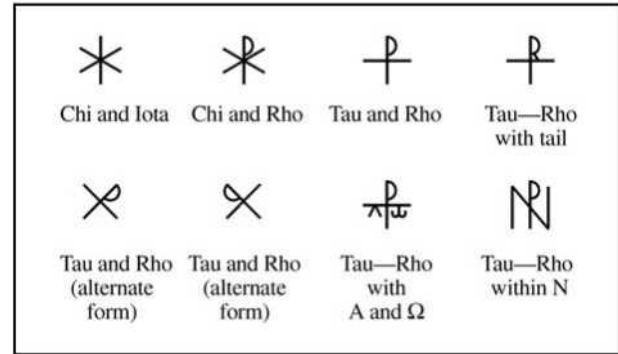 Chi and Iota Chi and Rho Tau and Rho Tau—Rho with tail
Tau and Rho (alternate form) Tau and Rho (alternate form) Tau—Rho with Α and Ω Tau—Rho within N